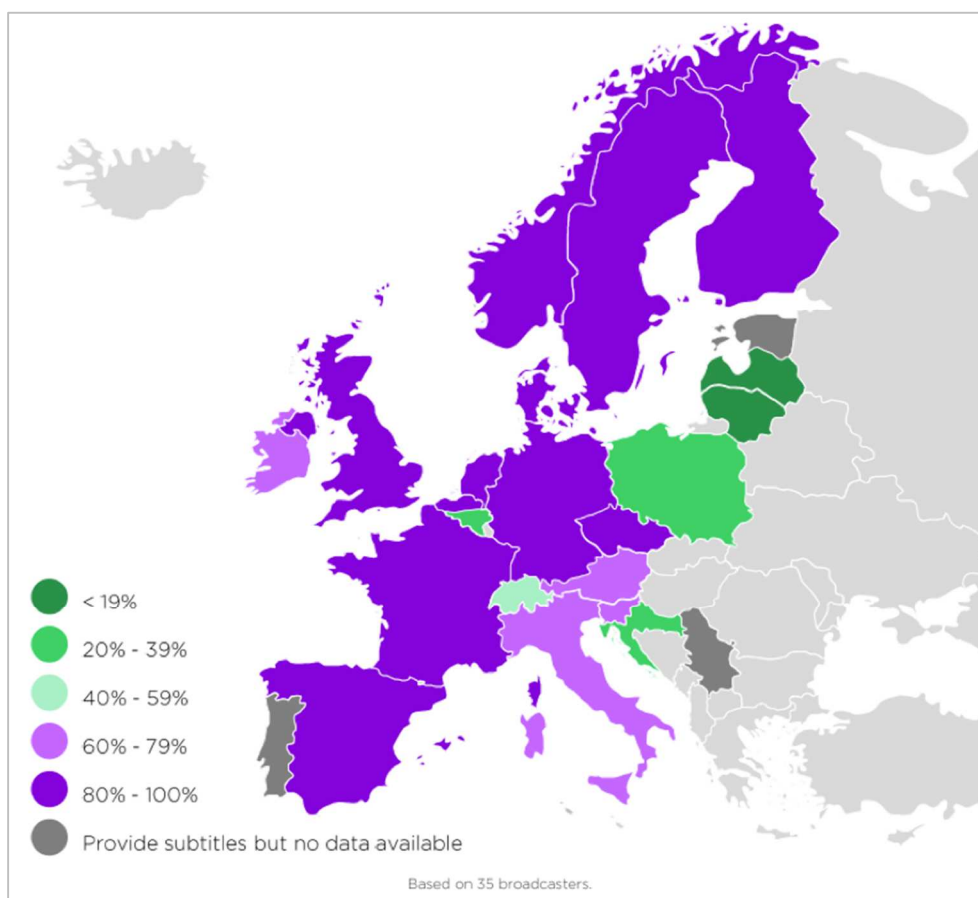 < 19%
20% - 39%
40% - 59%
60% - 79%
80% - 100%
Provide subtitles but no data available
Based on 35 broadcasters.